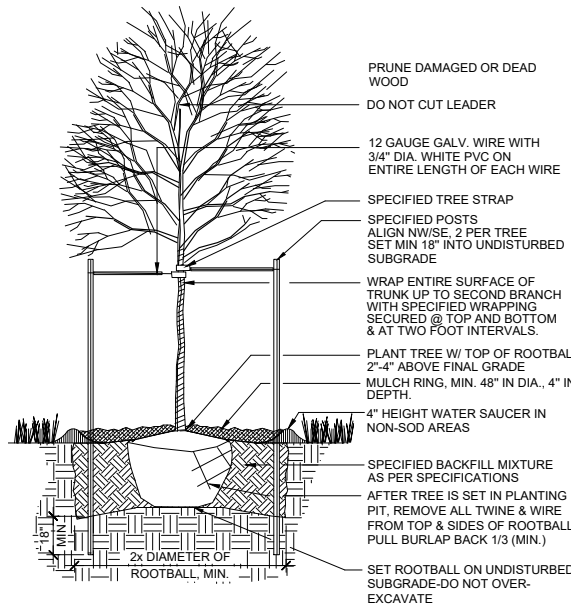 PRUNE DAMAGED OR DEAD
WOOD
DO NOT CUT LEADER
12 GAUGE GALV. WIRE WITH
3/4" DIA. WHITE PVC ON
ENTIRE LENGTH OF EACH WIRE
SPECIFIED TREE STRAP
SPECIFIED POSTS
ALIGN NW/SE, 2 PER TREE
SET MIN 18" INTO UNDISTURBED
SUBGRADE
WRAP ENTIRE SURFACE OF
TRUNK UP TO SECOND BRANCH
WITH SPECIFIED WRAPPING
SECURED @ TOP AND BOTTOM
& AT TWO FOOT INTERVALS.
PLANT TREE W/ TOP OF ROOTBAL
2"-4" ABOVE FINAL GRADE
MULCH RING, MIN. 48" IN DIA., 4" IN
DEPTH.
4" HEIGHT WATER SAUCER IN
NON-SOD AREAS
SPECIFIED BACKFILL MIXTURE
AS PER SPECIFICATIONS
AFTER TREE IS SET IN PLANTING
PIT, REMOVE ALL TWINE & WIRE
FROM TOP & SIDES OF ROOTBALL
PULL BURLAP BACK 1/3 (MIN.)
SET ROOTBALL ON UNDISTURBED
SUBGRADE-DO NOT OVER-
EXCAVATE
18"
MIN
2x DIAMETER OF
ROOTBALL, MIN.